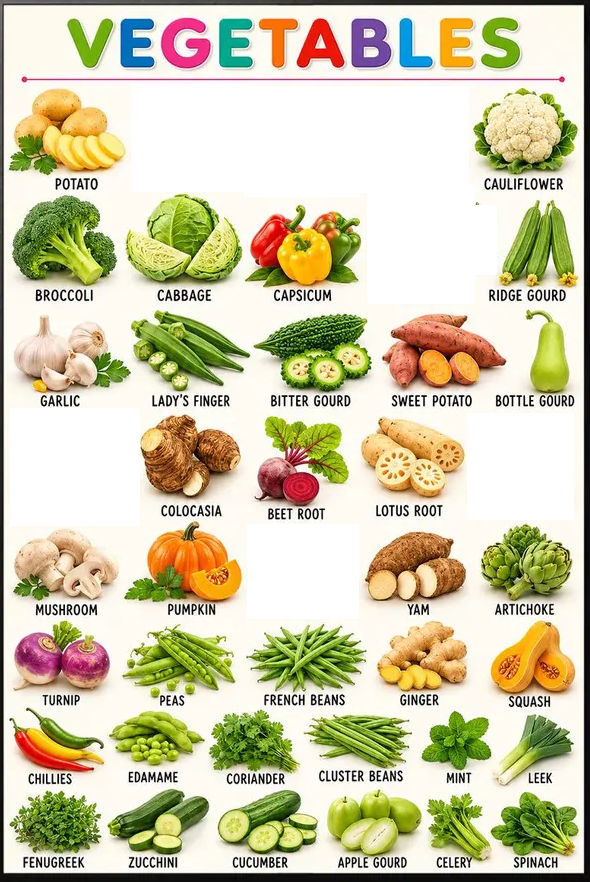 VEGETABLES
POTATO
CAULIFLOWER
BROCCOLI
CABBAGE
CAPSICUM
RIDGE GOURD
GARLIC
LADY'S FINGER
BITTER GOURD
SWEET POTATO
BOTTLE GOURD
COLOCASIA
BEET ROOT
LOTUS ROOT
MUSHROOM
PUMPKIN
YAM
ARTICHOKE
TURNIP
PEAS
FRENCH BEANS
GINGER
SQUASH
CHILLIES
EDAMAME
CORIANDER
CLUSTER BEANS
MINT
LEEK
FENUGREEK
ZUCCHINI
CUCUMBER
APPLE GOURD
CELERY
SPINACH